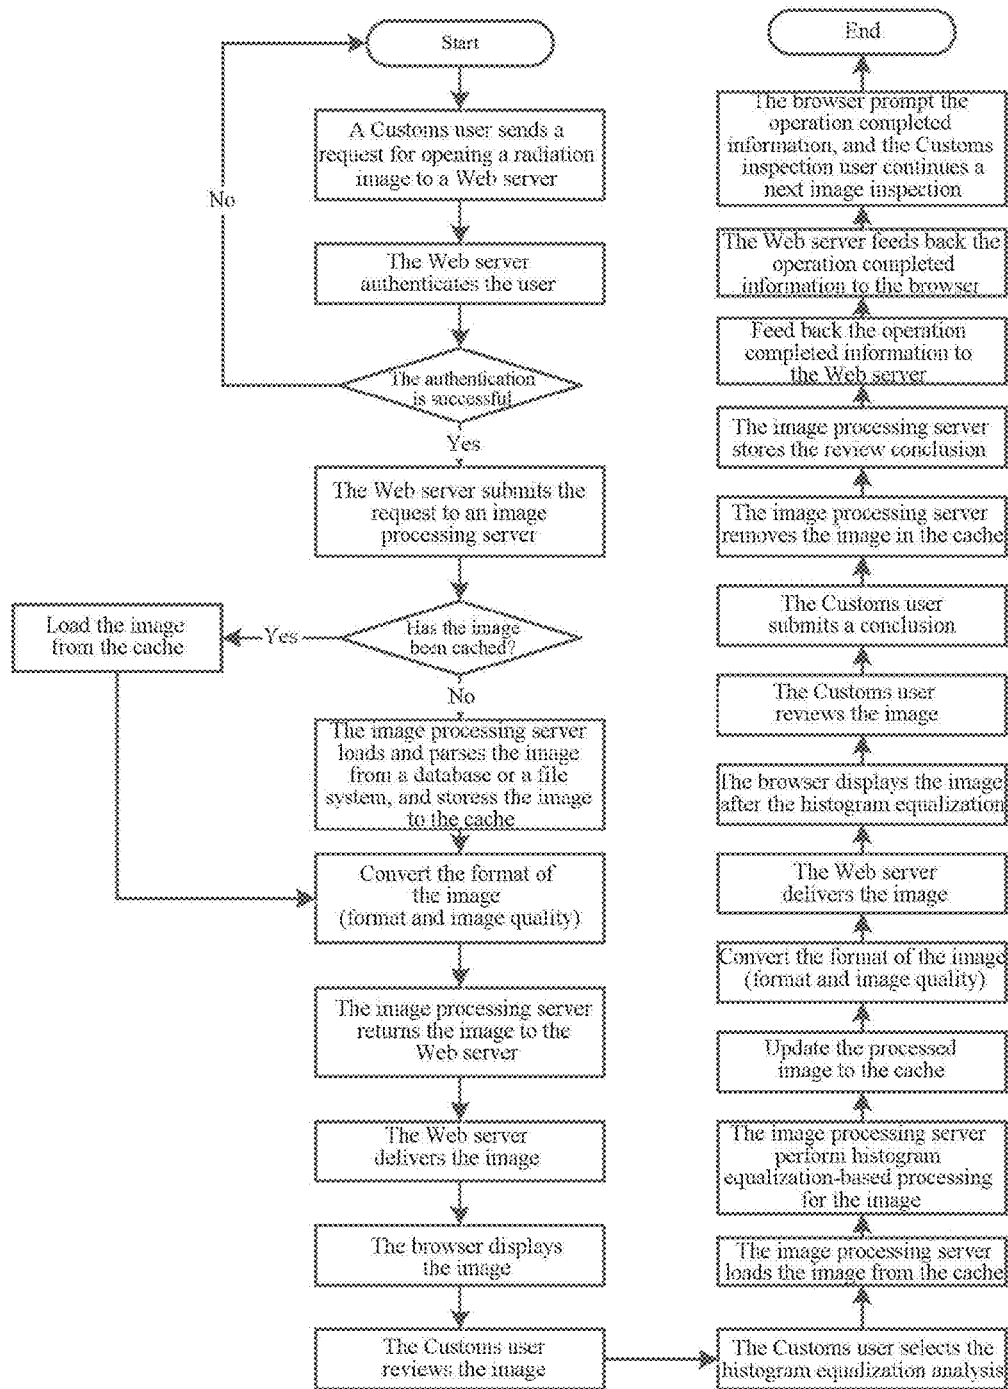 Start
A Customs user sends a
request for opening a radiation
image to a Web server
No
The Web server
authenticates the user
The authentication
is successful
Yes
The Web server submits the
request to an image
processing server
Has the image
been cached?
Yes
Load the image
from the cache
No
The image processing server
loads and parses the image
from a database or a file
system, and storess the image
to the cache
Convert the format of
the image
(format and image quality)
The image processing server
returns the image to the
Web server
The Web server
delivers the image
The browser displays
the image
The Customs user
reviews the image
The Customs user selects the
histogram equalization analysis
The image processing server
loads the image from the cache
The image processing server
perform histogram
equalization-based processing
for the image
Update the processed
image to the cache
Convert the format of the image
(format and image quality)
The Web server
delivers the image
The browser displays the image
after the histogram equalization
The Customs user
reviews the image
The Customs user
submits a conclusion
The image processing server
removes the image in the cache
The image processing server
stores the review conclusion
Feed back the operation
completed information to
the Web server
The Web server feeds back the
operation completed
information to the browser
The browser prompt the
operation completed
information, and the Customs
inspection user continues a
next image inspection
End